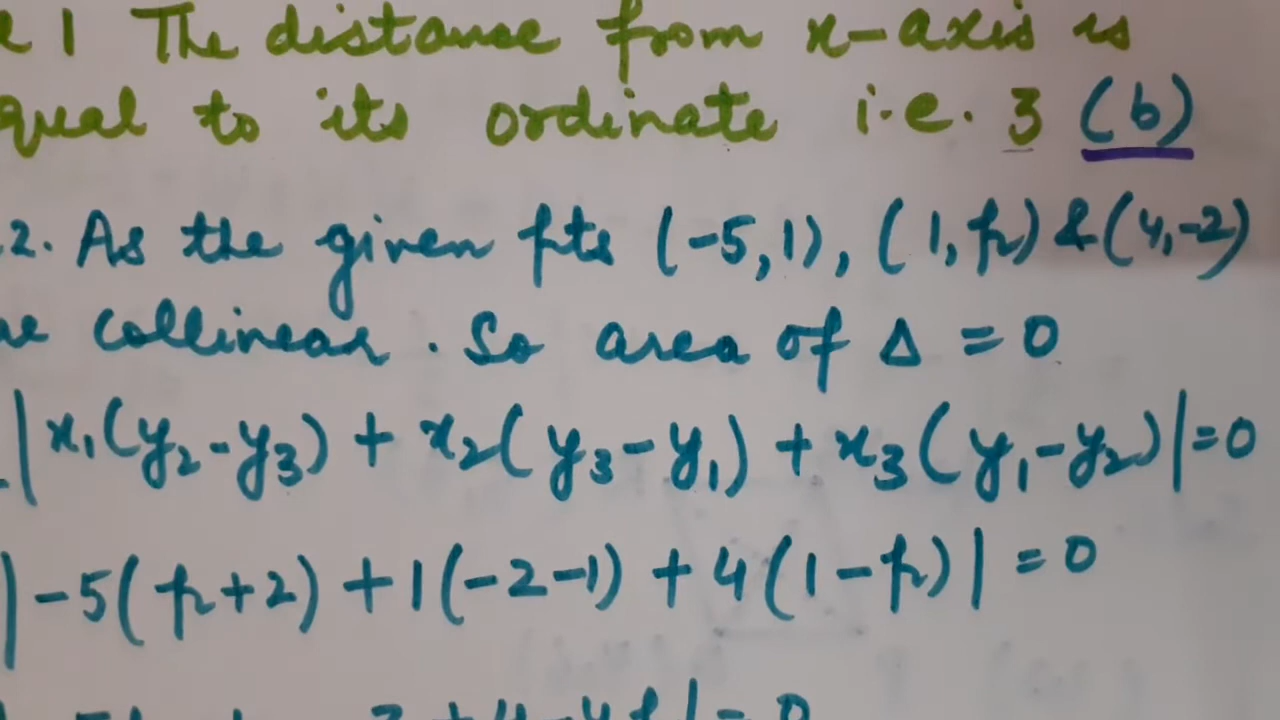 1 The distance from x-axis is
equal to its ordinate i.e. 3 (b)
2. As the given pts (-5,1), (1,p) & (4,-2)
collinear. So area of Δ = 0
|x₁(y₂-y₃) + x₂(y₃-y₁) + x₃(y₁-y₂)|=0
|-5(p+2) +1(-2-1) + 4(1-p)| = 0